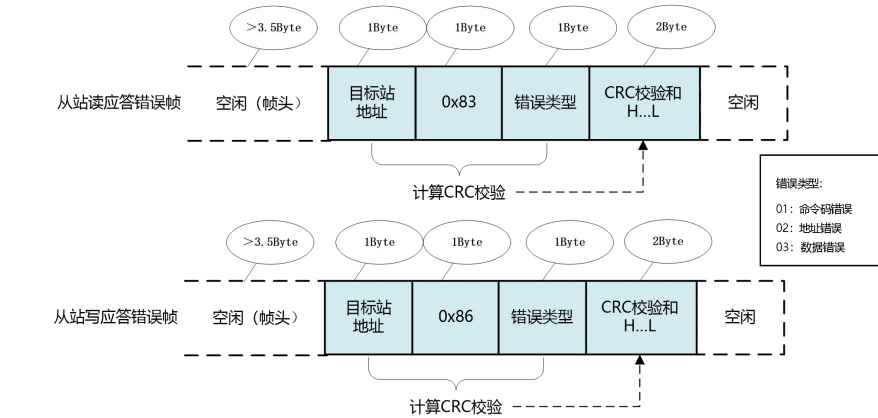 >3.5Byte
1Byte
1Byte
1Byte
2Byte
从站读应答错误帧
空闲（帧头）
目标站
地址
0x83
错误类型
CRC校验和
H...L
空闲
计算CRC校验
错误类型:
01：命令码错误
02：地址错误
03：数据错误
>3.5Byte
1Byte
1Byte
1Byte
2Byte
从站写应答错误帧
空闲（帧头）
目标站
地址
0x86
错误类型
CRC校验和
H...L
空闲
计算CRC校验